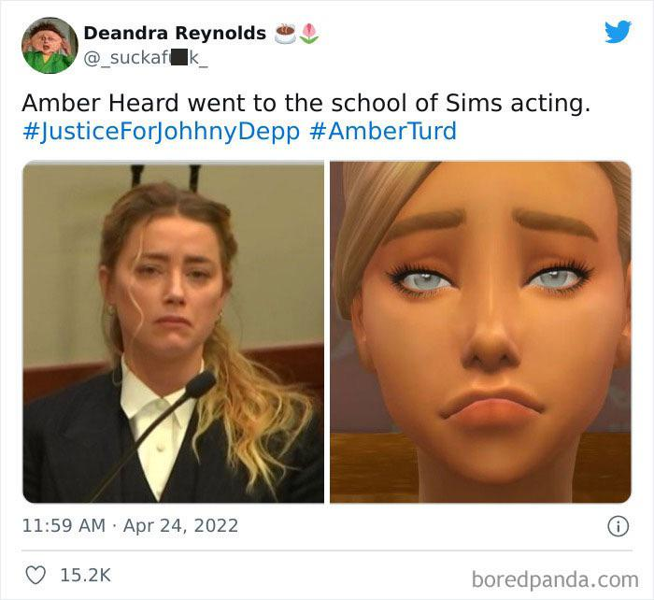 Deandra Reynolds
@_suckaf█k_
Amber Heard went to the school of Sims acting.
#JusticeForJohhnyDepp #AmberTurd
11:59 AM · Apr 24, 2022
15.2K
boredpanda.com